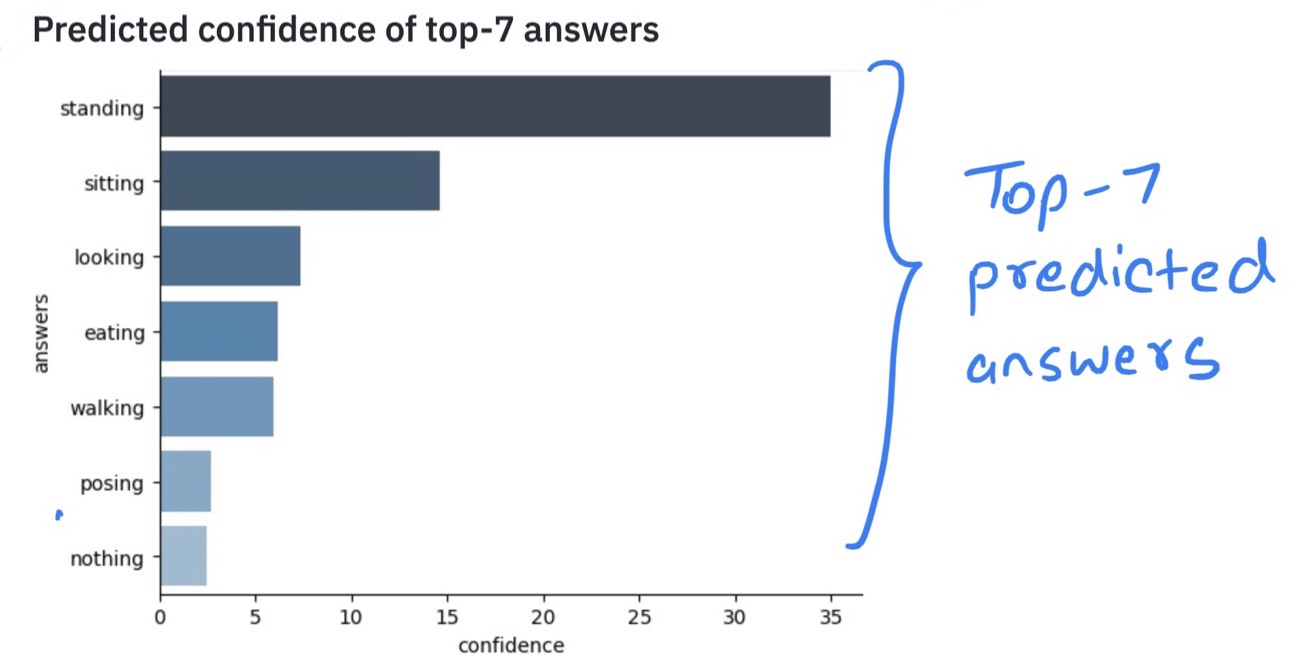 Predicted confidence of top-7 answers
standing
sitting
looking
eating
walking
posing
nothing
answers
0 5 10 15 20 25 30 35
confidence
Top-7
predicted
answers